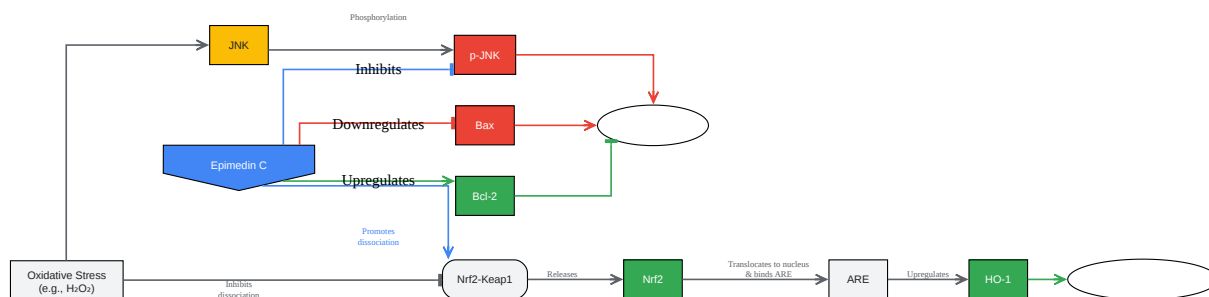 Phosphorylation
JNK
p-JNK
Inhibits
Downregulates
Bax
Epimedin C
Upregulates
Bcl-2
Promotes
dissociation
Oxidative Stress
(e.g., H₂O₂)
Inhibits
dissociation
Nrf2-Keap1
Releases
Nrf2
Translocates to nucleus
& binds ARE
ARE
Upregulates
HO-1